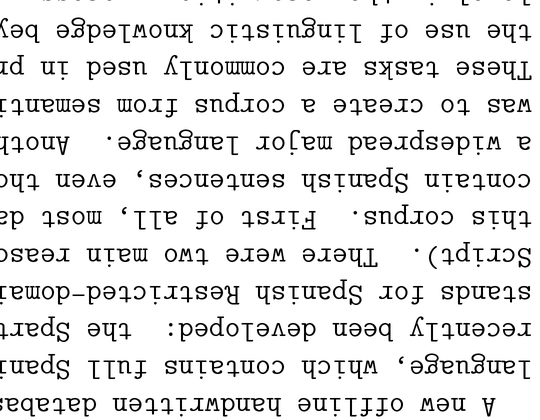 A new offline handwritten databas
language, which contains full Spani
recently been developed: the Spart
stands for Spanish Restricted-domai
Script). There were two main reaso
this corpus. First of all, most da
contain Spanish sentences, even tho
a widespread major language. Anoth
was to create a corpus from semanti
These tasks are commonly used in pr
the use of linguistic knowledge bey